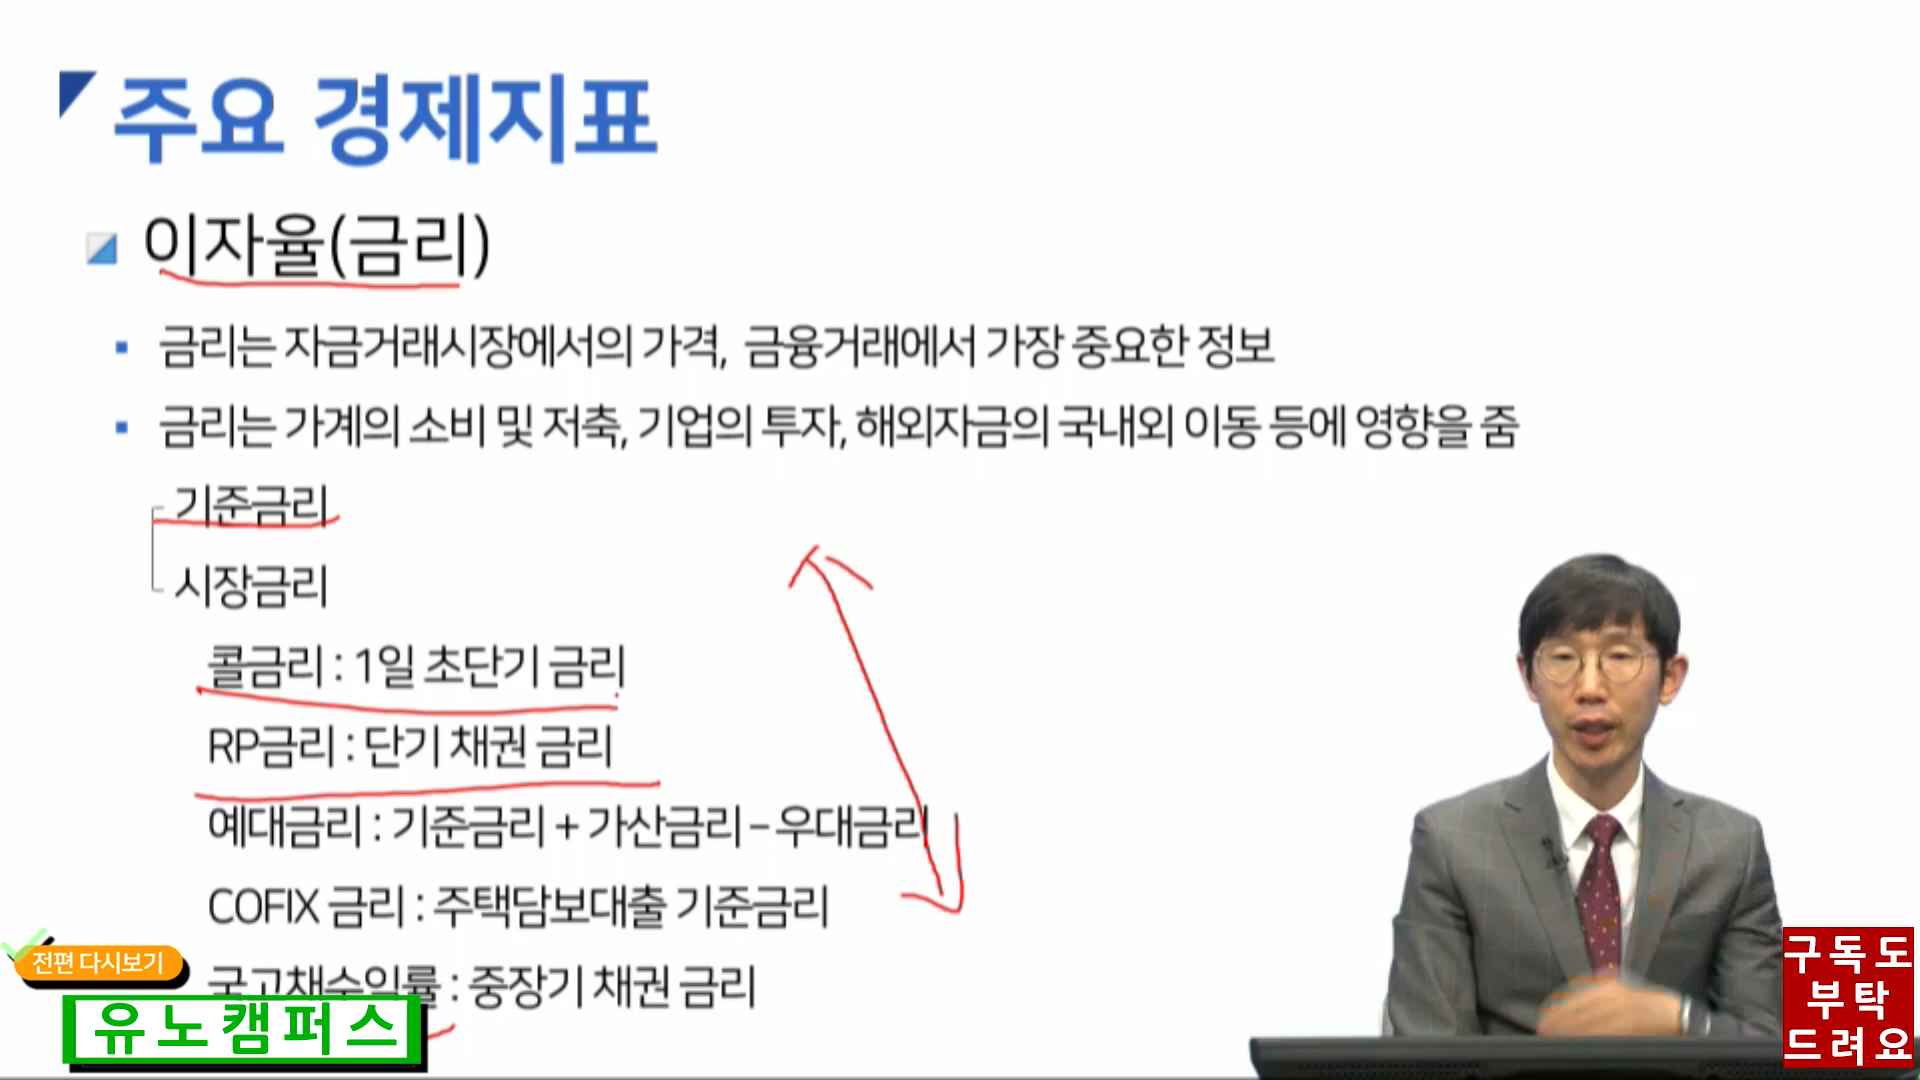 주요 경제지표
이자율(금리)
금리는 자금거래시장에서의 가격, 금융거래에서 가장 중요한 정보
금리는 가계의 소비 및 저축, 기업의 투자, 해외자금의 국내외 이동 등에 영향을 줌
기준금리
시장금리
콜금리 : 1일 초단기 금리
RP금리 : 단기 채권 금리
예대금리 : 기준금리 + 가산금리 – 우대금리
COFIX 금리 : 주택담보대출 기준금리
국고채수익률 : 중장기 채권 금리
전편 다시보기
유노캠퍼스
구독도
부탁
드려요